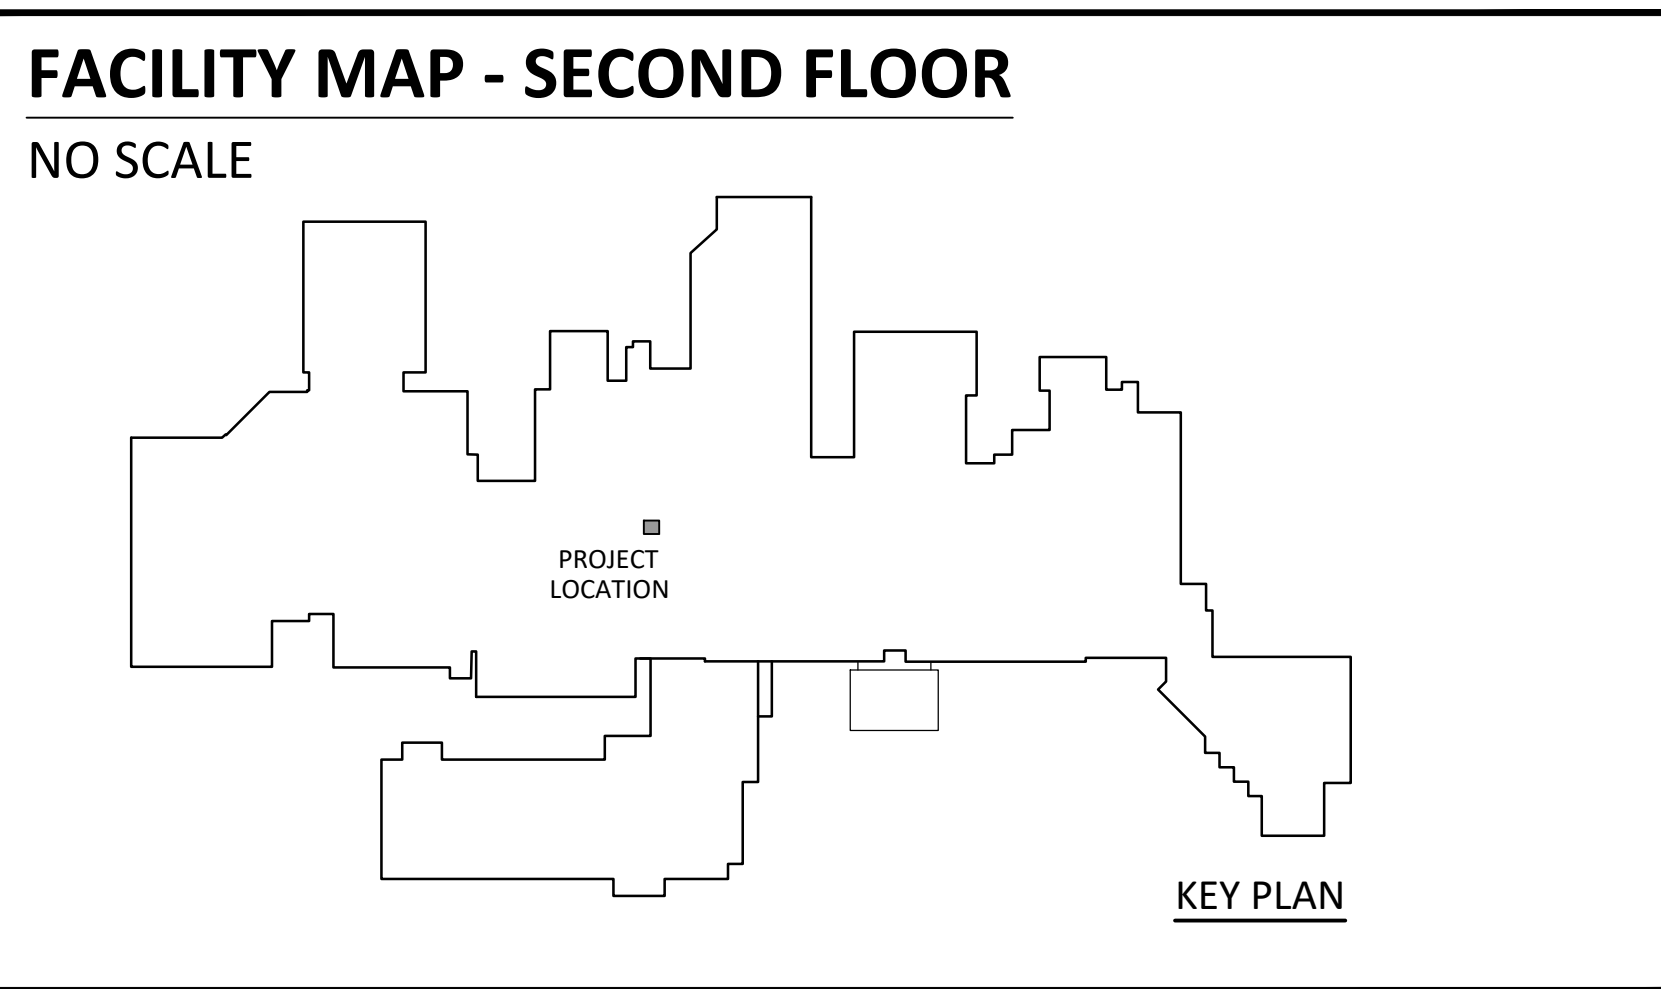 FACILITY MAP - SECOND FLOOR
NO SCALE
PROJECT
LOCATION
KEY PLAN